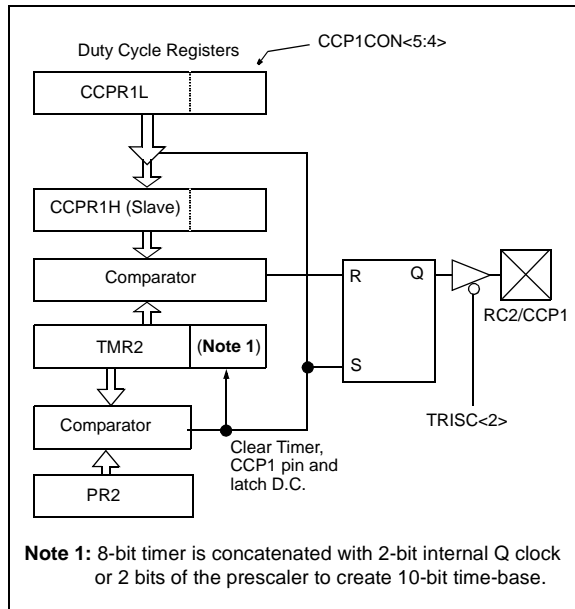 Duty Cycle Registers
CCP1CON<5:4>
CCPR1L
CCPR1H (Slave)
Comparator
R
Q
RC2/CCP1
TMR2
(Note 1)
S
TRISC<2>
Comparator
Clear Timer,
CCP1 pin and
latch D.C.
PR2
Note 1: 8-bit timer is concatenated with 2-bit internal Q clock
or 2 bits of the prescaler to create 10-bit time-base.